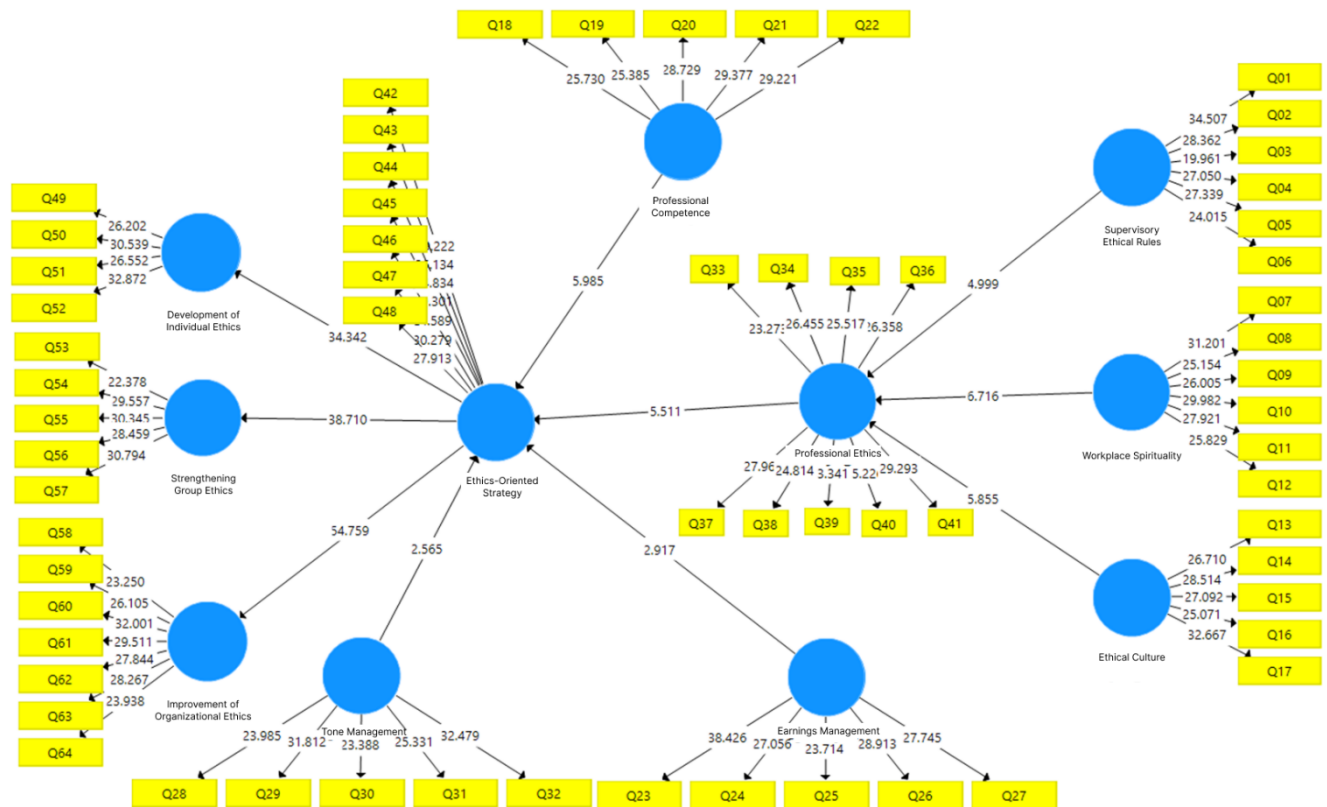 Q18
Q19
Q20
Q21
Q22
25.730
25.385
28.729
29.377
29.221
Professional
Competence
Q42
Q43
Q44
Q45
Q46
Q47
Q48
30.279
27.913
Q01
Q02
Q03
Q04
Q05
Q06
34.507
28.362
19.961
27.050
27.339
24.015
Supervisory
Ethical Rules
Q49
Q50
Q51
Q52
26.202
30.539
26.552
32.872
Development of
Individual Ethics
34.342
5.985
4.999
Q33
Q34
Q35
Q36
26.455
25.517
Q07
Q08
Q09
Q10
Q11
Q12
31.201
25.154
26.005
29.982
27.921
25.829
Workplace Spirituality
6.716
Q53
Q54
Q55
Q56
Q57
22.378
29.557
30.345
28.459
30.794
Strengthening
Group Ethics
38.710
Ethics-Oriented
Strategy
5.511
Professional Ethics
24.814
29.293
Q37
Q38
Q39
Q40
Q41
5.855
Q13
Q14
Q15
Q16
Q17
26.710
28.514
27.092
25.071
32.667
Ethical Culture
Q58
Q59
Q60
Q61
Q62
Q63
Q64
23.250
26.105
32.001
29.511
27.844
28.267
23.938
Improvement of
Organizational Ethics
54.759
2.565
2.917
Tone Management
23.985
31.812
23.388
25.331
32.479
Q28
Q29
Q30
Q31
Q32
Earnings Management
38.426
27.056
23.714
28.913
27.745
Q23
Q24
Q25
Q26
Q27